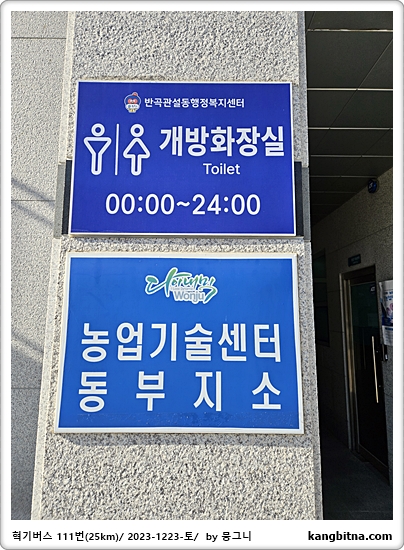 반곡관설동행정복지센터
개방화장실
Toilet
00:00~24:00
Wonju
농업기술센터
동부지소
혁기버스 111번(25km)/ 2023-1223-토/ by 몽그니
kangbitna.com